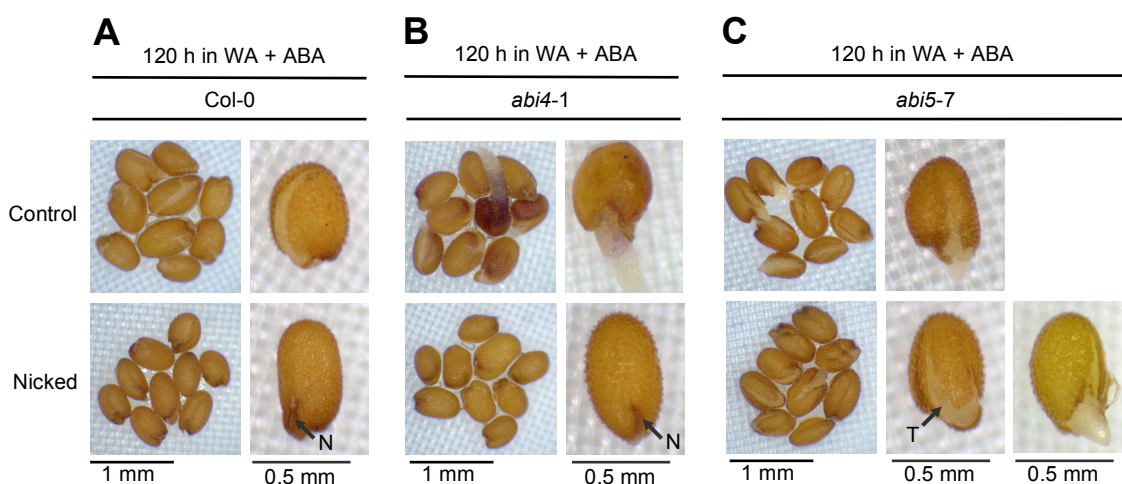 A
B
C
120 h in WA + ABA
120 h in WA + ABA
120 h in WA + ABA
Col-0
abi4-1
abi5-7
Control
Nicked
N
N
T
1 mm
0.5 mm
1 mm
0.5 mm
1 mm
0.5 mm
0.5 mm